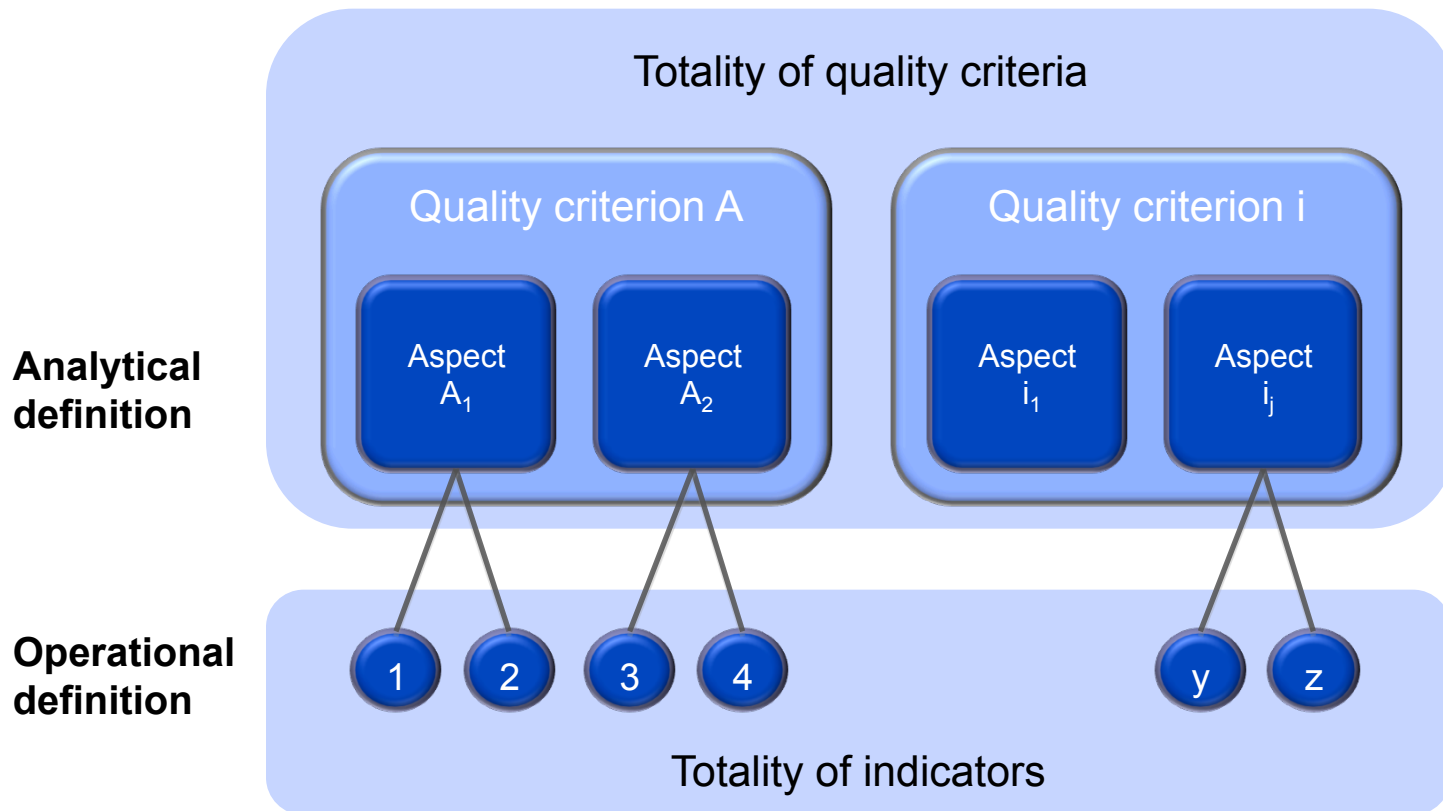 Totality of quality criteria
Quality criterion A
Quality criterion i
Aspect
A₁
Aspect
A₂
Aspect
i₁
Aspect
iⱼ
Analytical
definition
Operational
definition
1
2
3
4
y
z
Totality of indicators